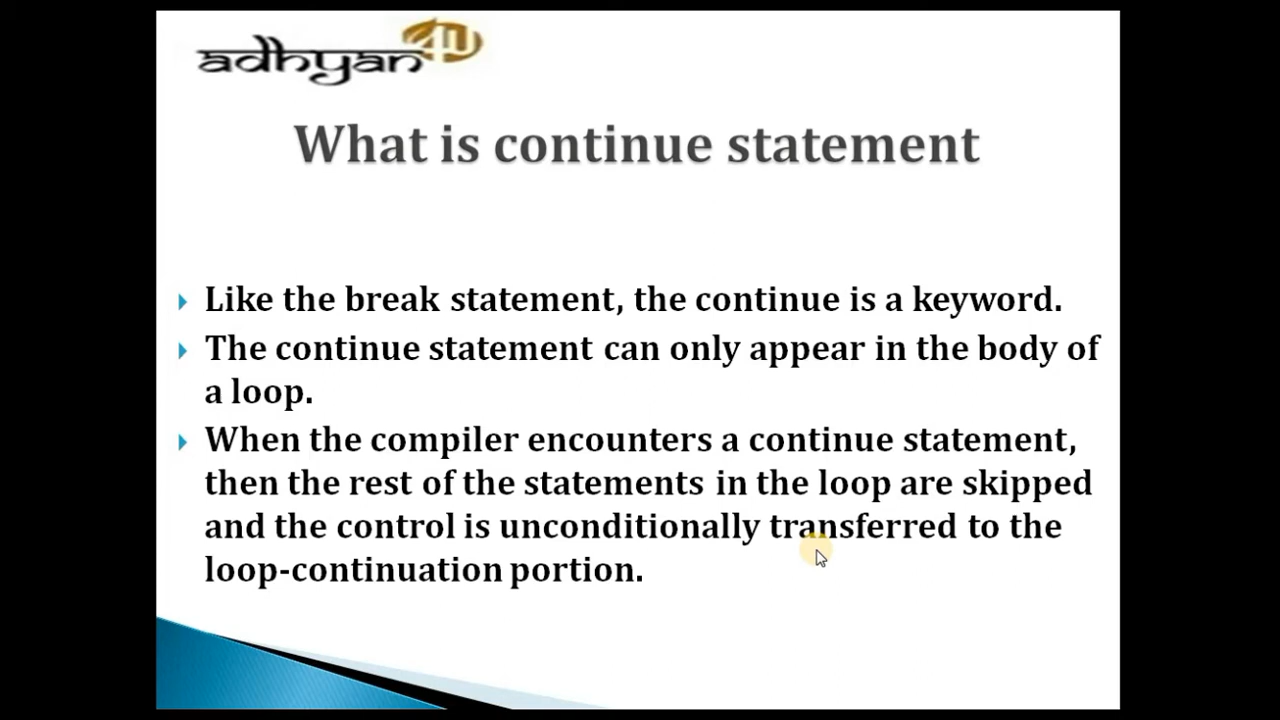 adhyan4U
What is continue statement
Like the break statement, the continue is a keyword.
The continue statement can only appear in the body of
a loop.
When the compiler encounters a continue statement,
then the rest of the statements in the loop are skipped
and the control is unconditionally transferred to the
loop-continuation portion.